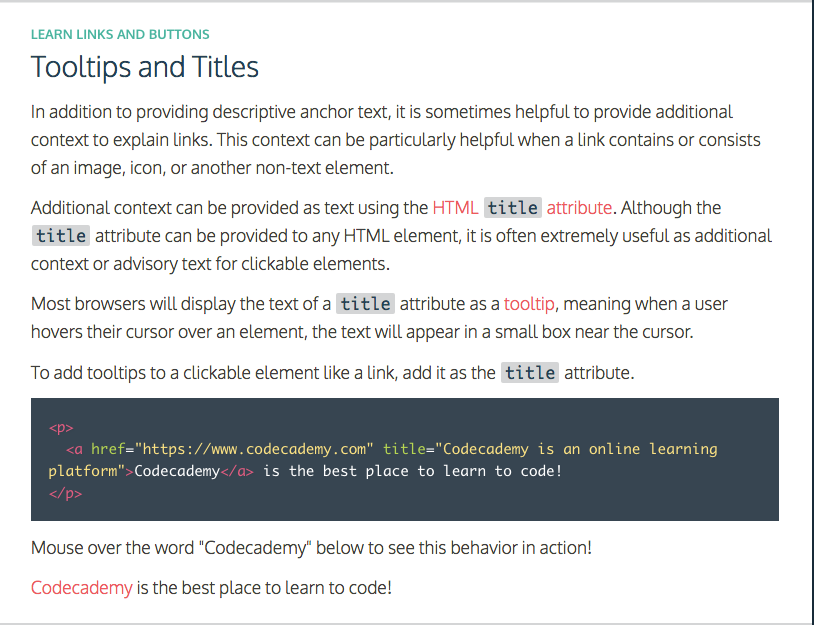 LEARN LINKS AND BUTTONS
Tooltips and Titles
In addition to providing descriptive anchor text, it is sometimes helpful to provide additional
context to explain links. This context can be particularly helpful when a link contains or consists
of an image, icon, or another non-text element.
Additional context can be provided as text using the HTML title attribute. Although the
title attribute can be provided to any HTML element, it is often extremely useful as additional
context or advisory text for clickable elements.
Most browsers will display the text of a title attribute as a tooltip, meaning when a user
hovers their cursor over an element, the text will appear in a small box near the cursor.
To add tooltips to a clickable element like a link, add it as the title attribute.
<p>
  <a href="https://www.codecademy.com" title="Codecademy is an online learning
platform">Codecademy</a> is the best place to learn to code!
</p>
Mouse over the word "Codecademy" below to see this behavior in action!
Codecademy is the best place to learn to code!